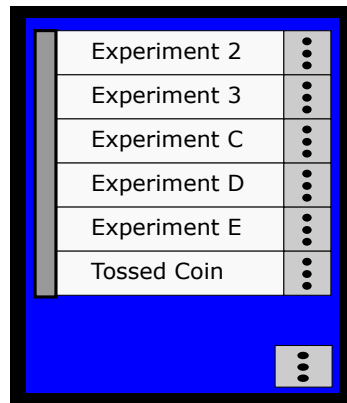 Experiment 2
Experiment 3
Experiment C
Experiment D
Experiment E
Tossed Coin